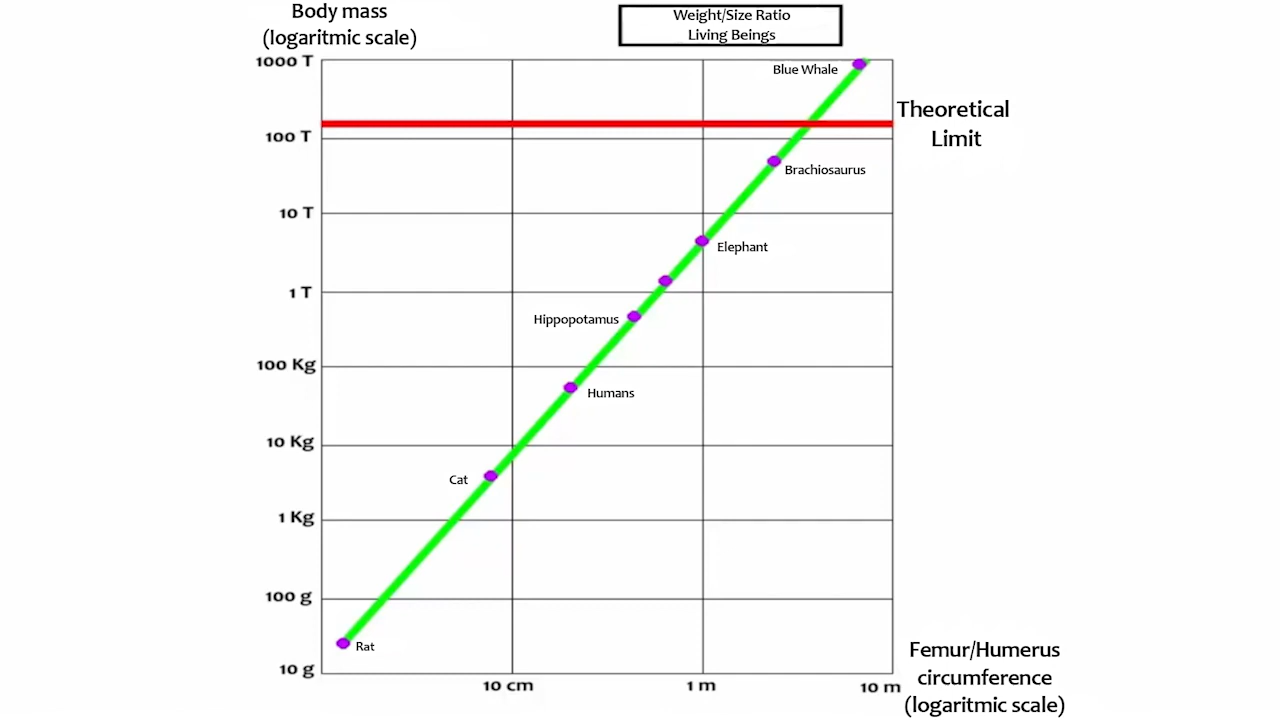 Body mass
(logaritmic scale)
Weight/Size Ratio
Living Beings
1000 T
Blue Whale
Theoretical
Limit
100 T
Brachiosaurus
10 T
Elephant
1 T
Hippopotamus
100 Kg
Humans
10 Kg
Cat
1 Kg
100 g
Rat
10 g
10 cm
1 m
10 m
Femur/Humerus
circumference
(logaritmic scale)